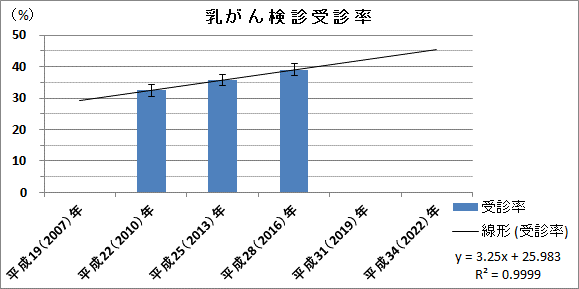 乳がん検診受診率
(%)
50
40
30
20
10
0
平成19(2007)年
平成22(2010)年
平成25(2013)年
平成28(2016)年
平成31(2019)年
平成34(2022)年
受診率
線形 (受診率)
y = 3.25x + 25.983
R² = 0.9999